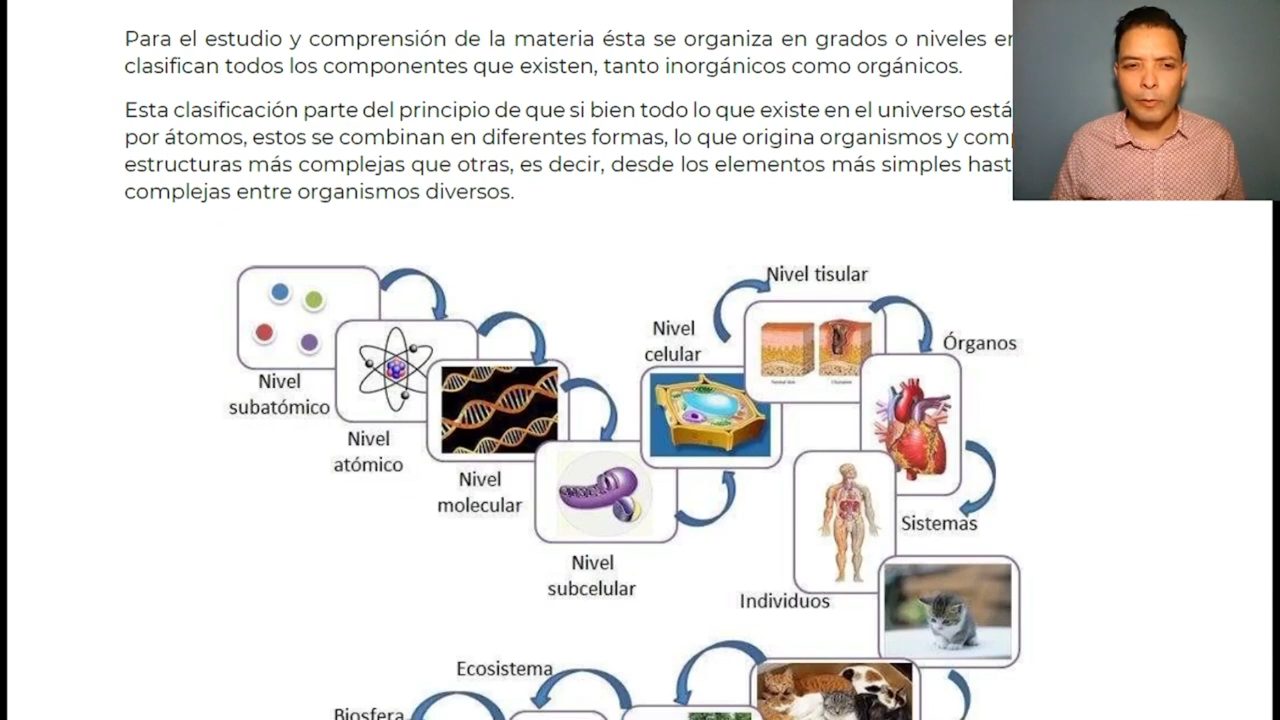 Para el estudio y comprensión de la materia ésta se organiza en grados o niveles en
clasifican todos los componentes que existen, tanto inorgánicos como orgánicos.
Esta clasificación parte del principio de que si bien todo lo que existe en el universo está
por átomos, estos se combinan en diferentes formas, lo que origina organismos y
estructuras más complejas que otras, es decir, desde los elementos más simples
complejas entre organismos diversos.
Nivel tisular
Nivel
celular
Órganos
Nivel
subatómico
Nivel
atómico
Nivel
molecular
Sistemas
Nivel
subcelular
Individuos
Ecosistema
Biosfera